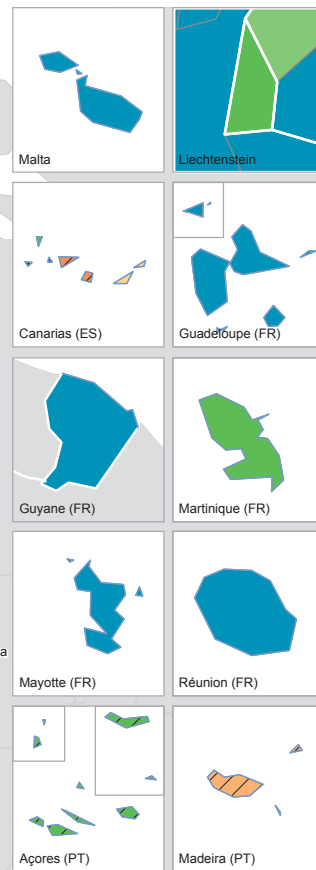 Malta
Liechtenstein
Canarias (ES)
Guadeloupe (FR)
Guyane (FR)
Martinique (FR)
a
Mayotte (FR)
Réunion (FR)
Açores (PT)
Madeira (PT)